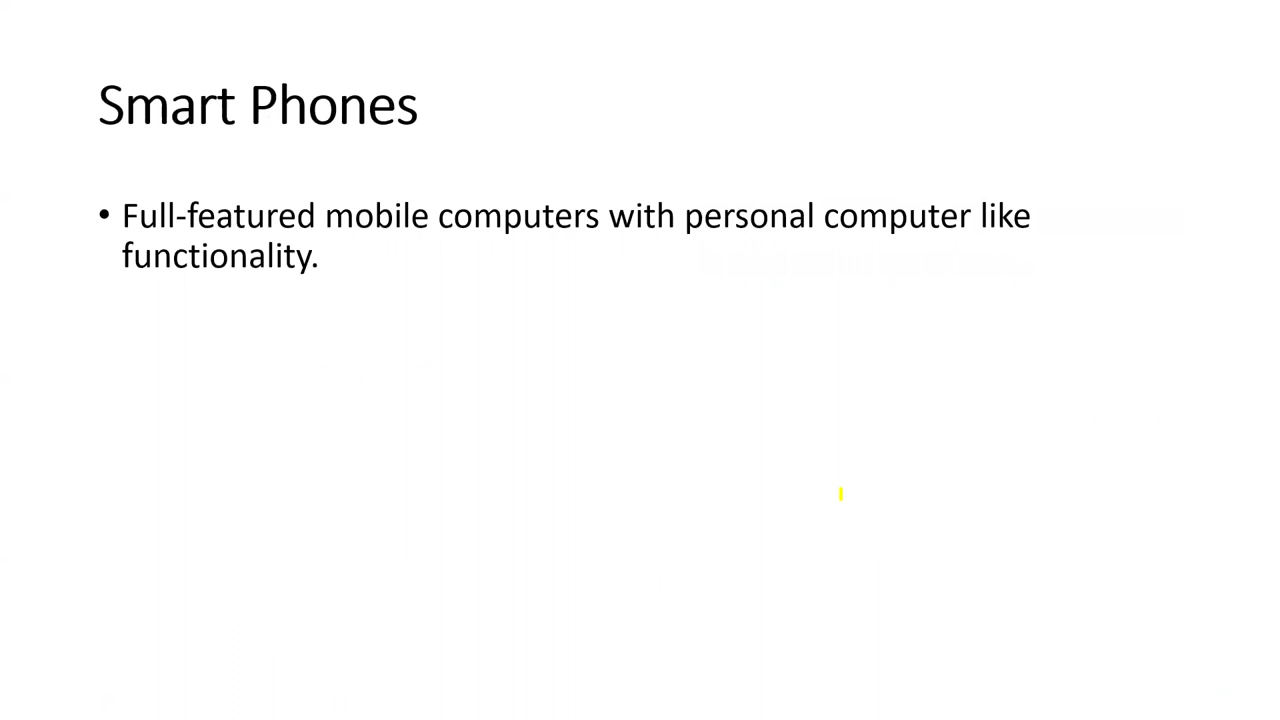 Smart Phones
• Full-featured mobile computers with personal computer like
functionality.